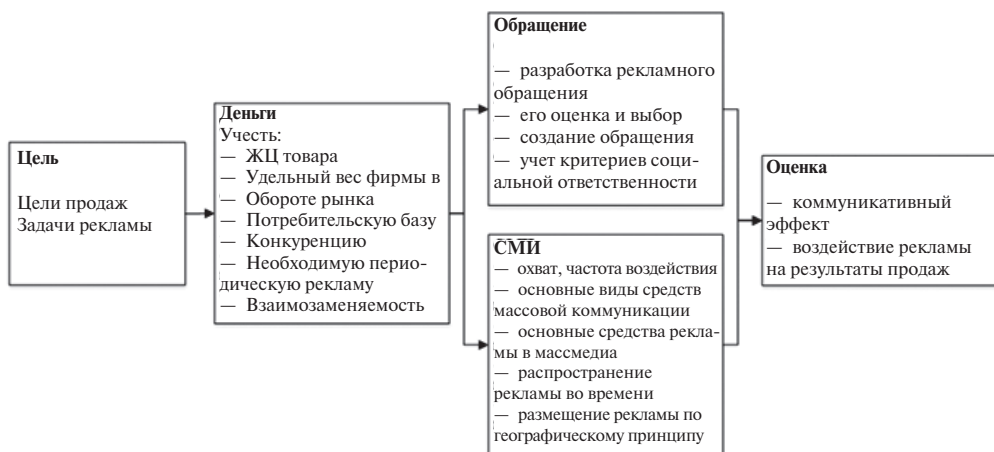 Цель
Цели продаж
Задачи рекламы
Деньги
Учесть:
— ЖЦ товара
— Удельный вес фирмы в
— Обороте рынка
— Потребительскую базу
— Конкуренцию
— Необходимую перио-
дическую рекламу
— Взаимозаменяемость
Обращение
— разработка рекламного
обращения
— его оценка и выбор
— создание обращения
— учет критериев соци-
альной ответственности
СМИ
— охват, частота воздействия
— основные виды средств
массовой коммуникации
— основные средства рекла-
мы в массмедиа
— распространение
рекламы во времени
— размещение рекламы по
географическому принципу
Оценка
— коммуникативный
эффект
— воздействие рекламы
на результаты продаж